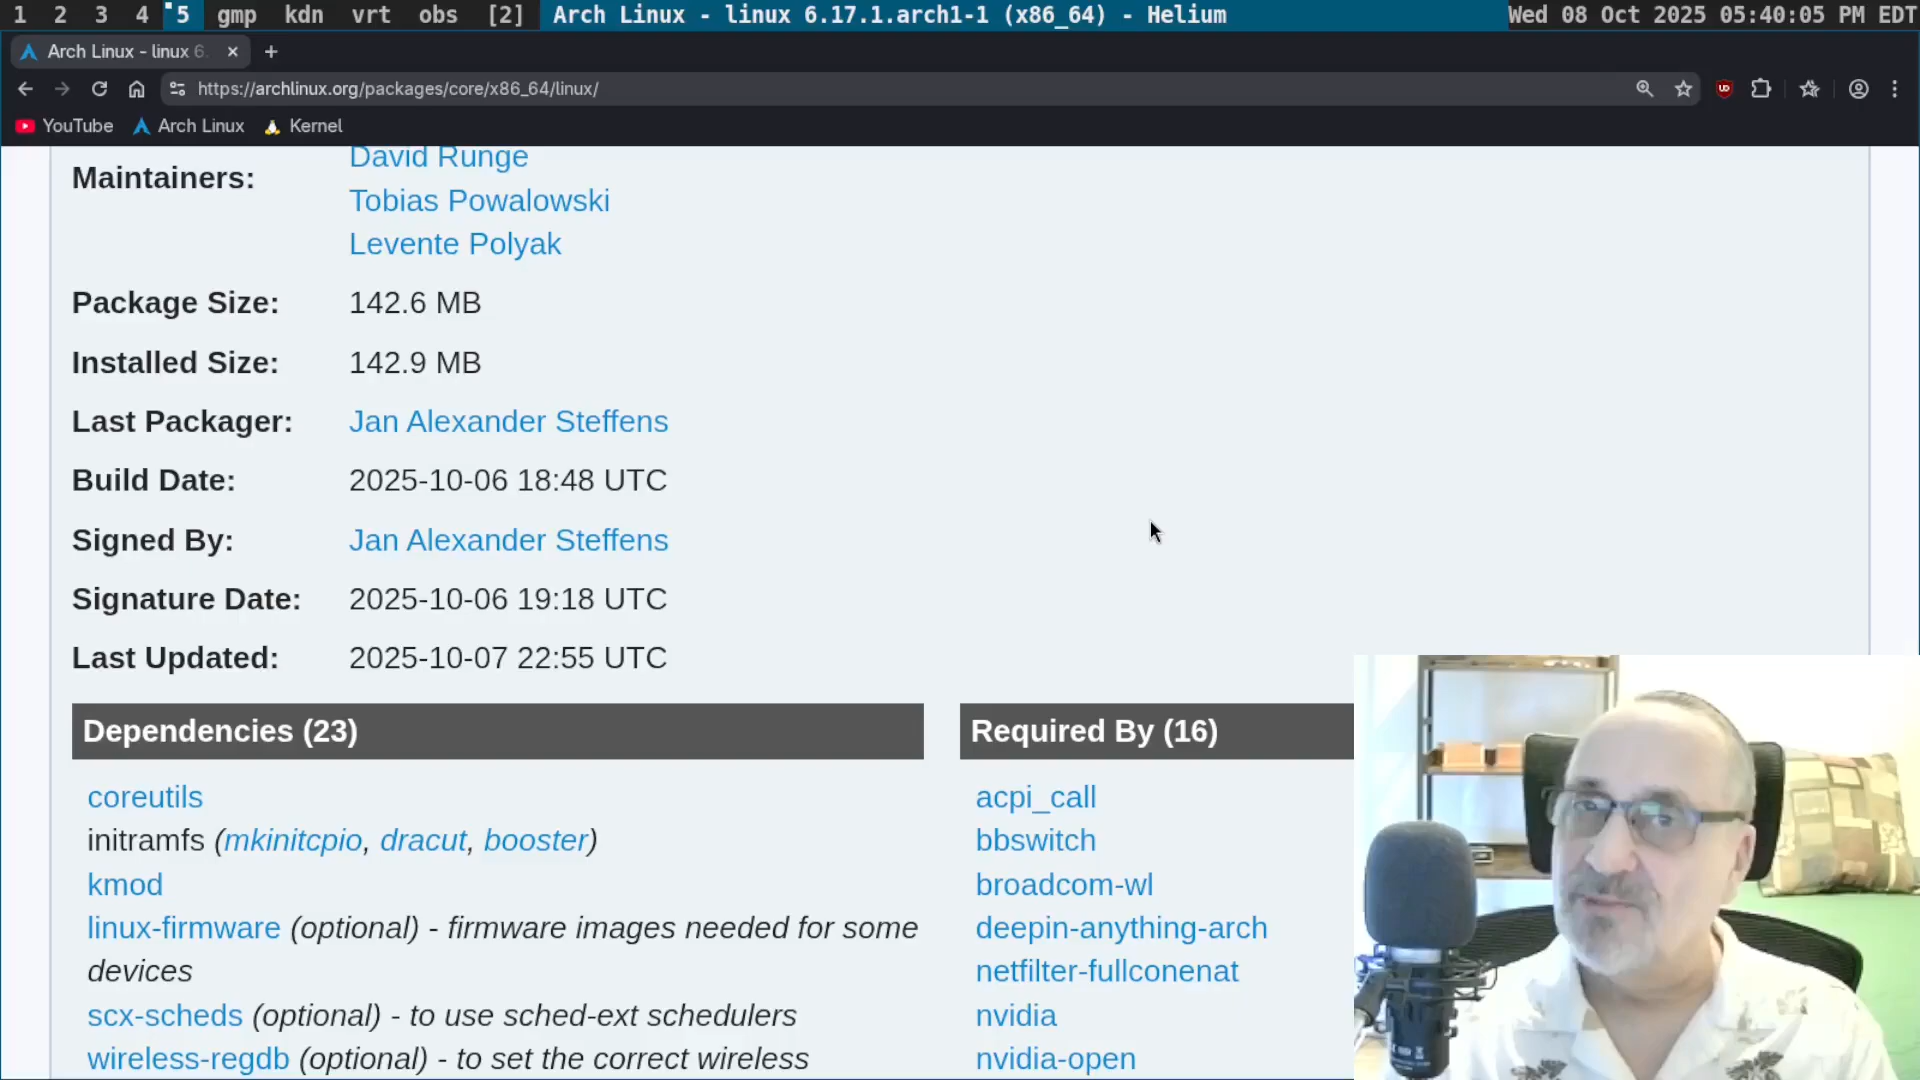 1 2 3 4 5 gmp kdn vrt obs [2] Arch Linux - linux 6.17.1.arch1-1 (x86_64) - Helium Wed 08 Oct 2025 05:40:05 PM EDT
Arch Linux - linux 6.
https://archlinux.org/packages/core/x86_64/linux/
YouTube Arch Linux Kernel
Maintainers:
David Runge
Tobias Powalowski
Levente Polyak
Package Size: 142.6 MB
Installed Size: 142.9 MB
Last Packager: Jan Alexander Steffens
Build Date: 2025-10-06 18:48 UTC
Signed By: Jan Alexander Steffens
Signature Date: 2025-10-06 19:18 UTC
Last Updated: 2025-10-07 22:55 UTC
Dependencies (23)
coreutils
initramfs (mkinitcpio, dracut, booster)
kmod
linux-firmware (optional) - firmware images needed for some
devices
scx-scheds (optional) - to use sched-ext schedulers
wireless-regdb (optional) - to set the correct wireless
Required By (16)
acpi_call
bbswitch
broadcom-wl
deepin-anything-arch
netfilter-fullconenat
nvidia
nvidia-open